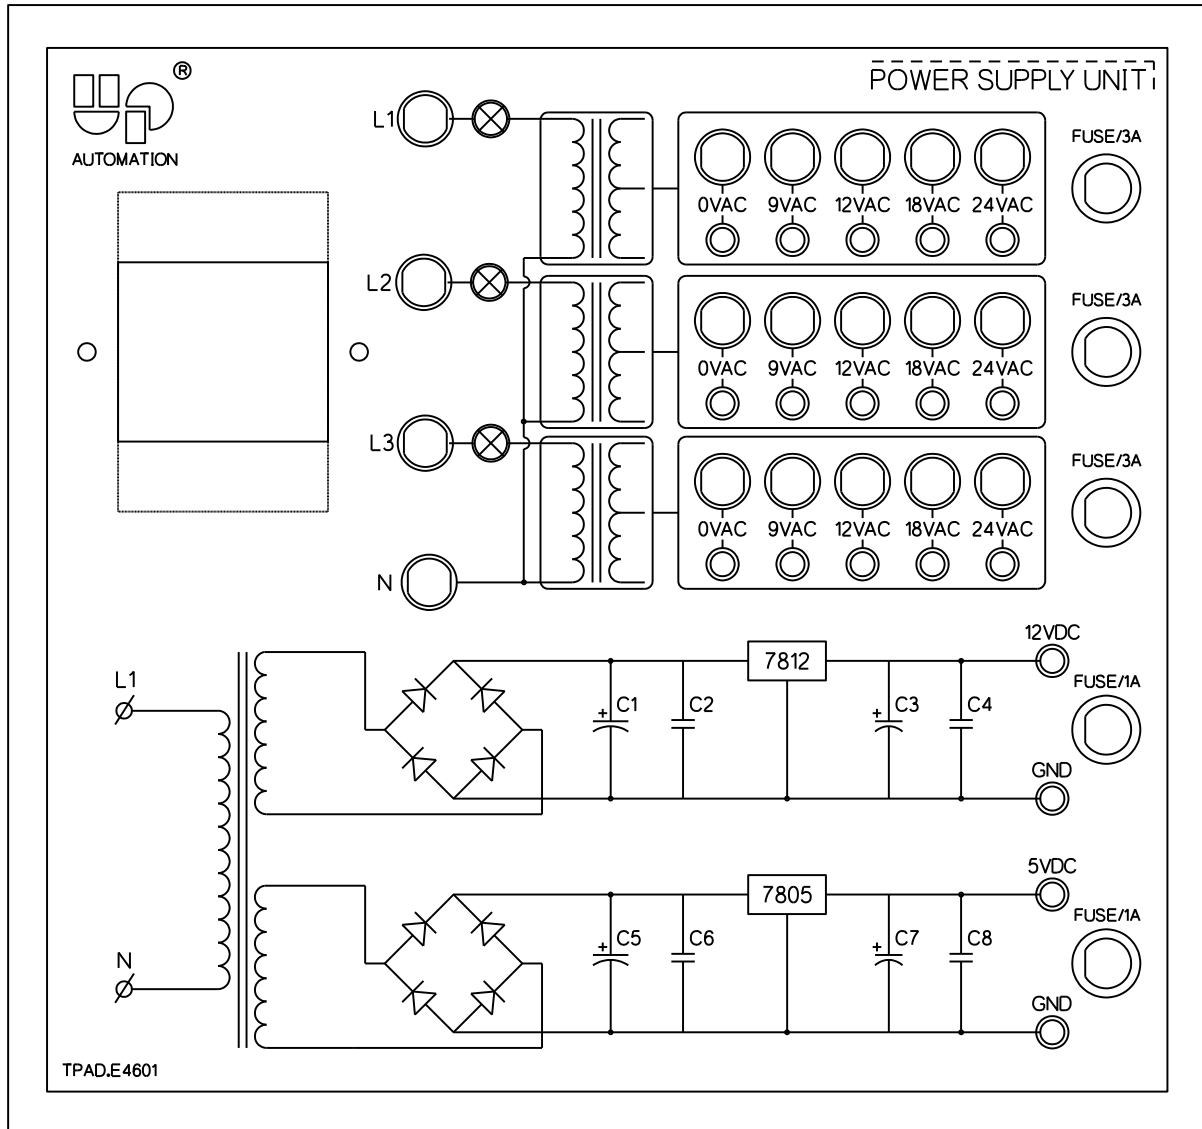 ®
POWER SUPPLY UNIT
AUTOMATION
L1
0VAC 9VAC 12VAC 18VAC 24VAC
FUSE/3A
L2
0VAC 9VAC 12VAC 18VAC 24VAC
FUSE/3A
L3
0VAC 9VAC 12VAC 18VAC 24VAC
FUSE/3A
N
L1
+ C1
C2
7812
+ C3
C4
12VDC
FUSE/1A
GND
N
+ C5
C6
7805
+ C7
C8
5VDC
FUSE/1A
GND
TPAD.E4601